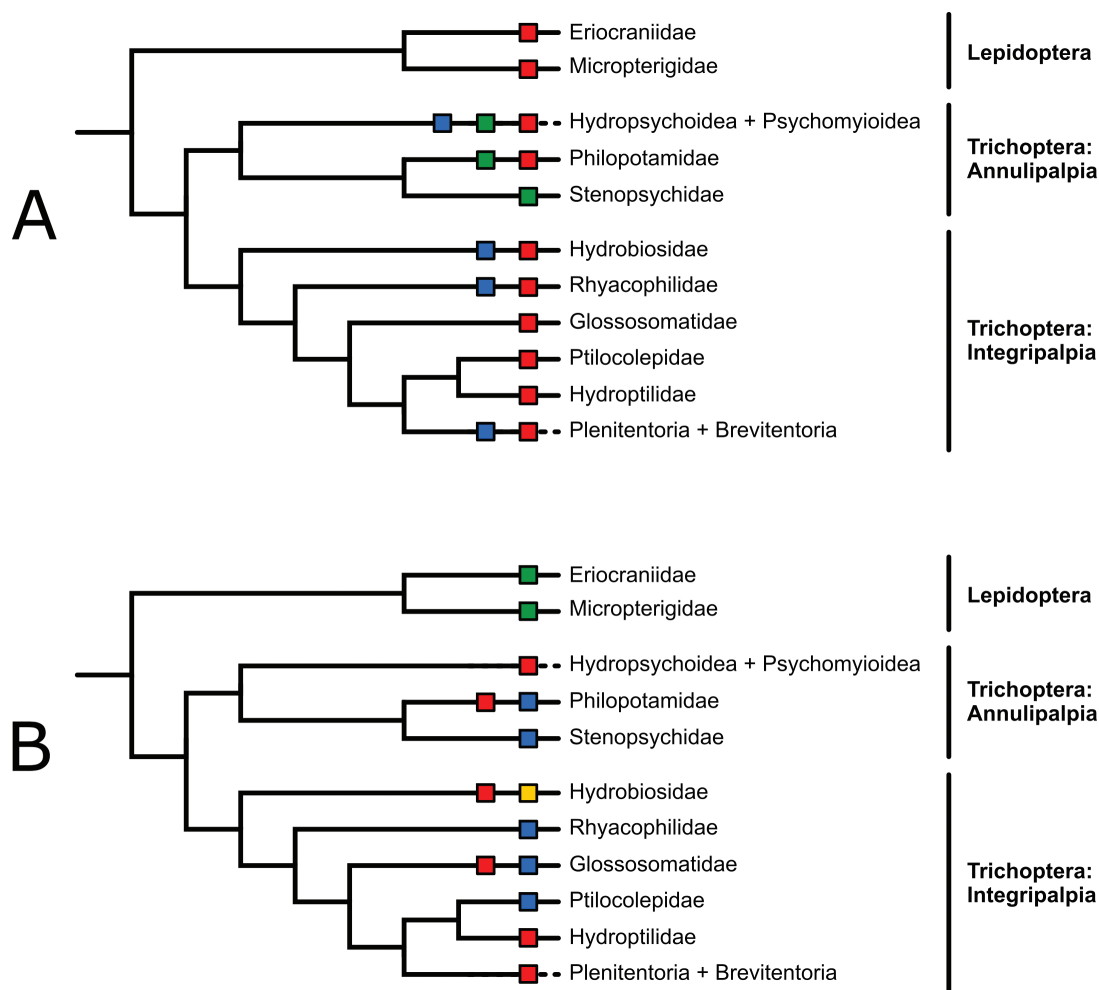 Eriocraniidae
Micropterigidae
Lepidoptera
Hydropsychoidea + Psychomyioidea
Philopotamidae
Stenopsychidae
Trichoptera:
Annulipalpia
A
Hydrobiosidae
Rhyacophilidae
Glossosomatidae
Ptilocolepidae
Hydroptilidae
Plenitentoria + Brevitentoria
Trichoptera:
Integripalpia
Eriocraniidae
Micropterigidae
Lepidoptera
Hydropsychoidea + Psychomyioidea
Philopotamidae
Stenopsychidae
Trichoptera:
Annulipalpia
B
Hydrobiosidae
Rhyacophilidae
Glossosomatidae
Ptilocolepidae
Hydroptilidae
Plenitentoria + Brevitentoria
Trichoptera:
Integripalpia